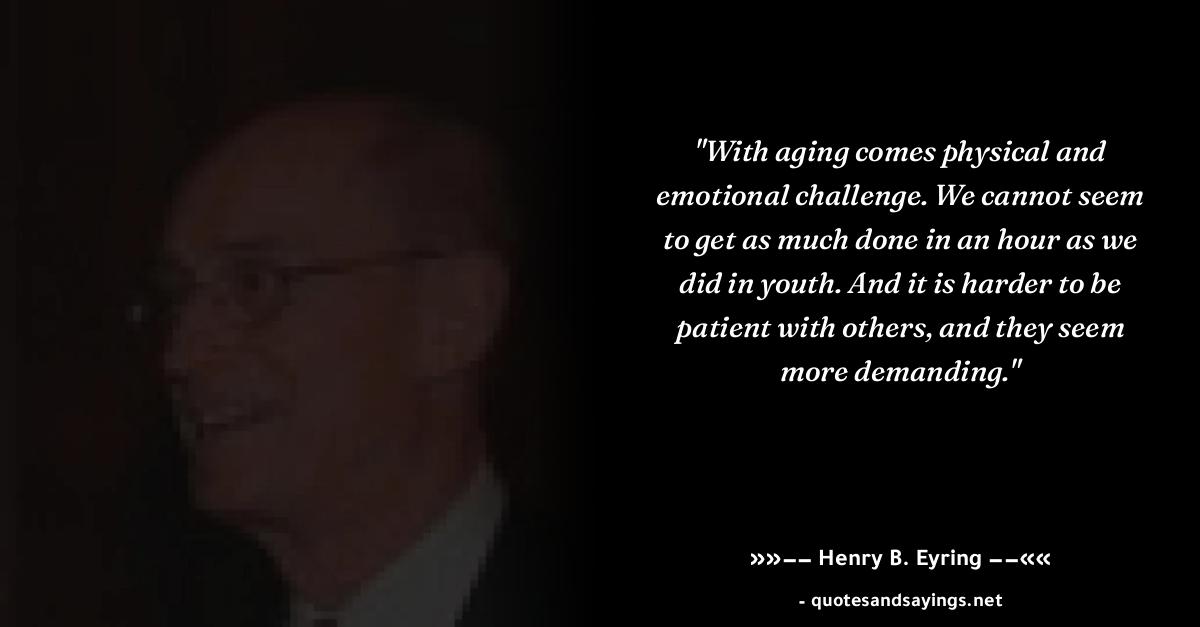 "With aging comes physical and
emotional challenge. We cannot seem
to get as much done in an hour as we
did in youth. And it is harder to be
patient with others, and they seem
more demanding."
»»−− Henry B. Eyring −−««
- quotesandsayings.net